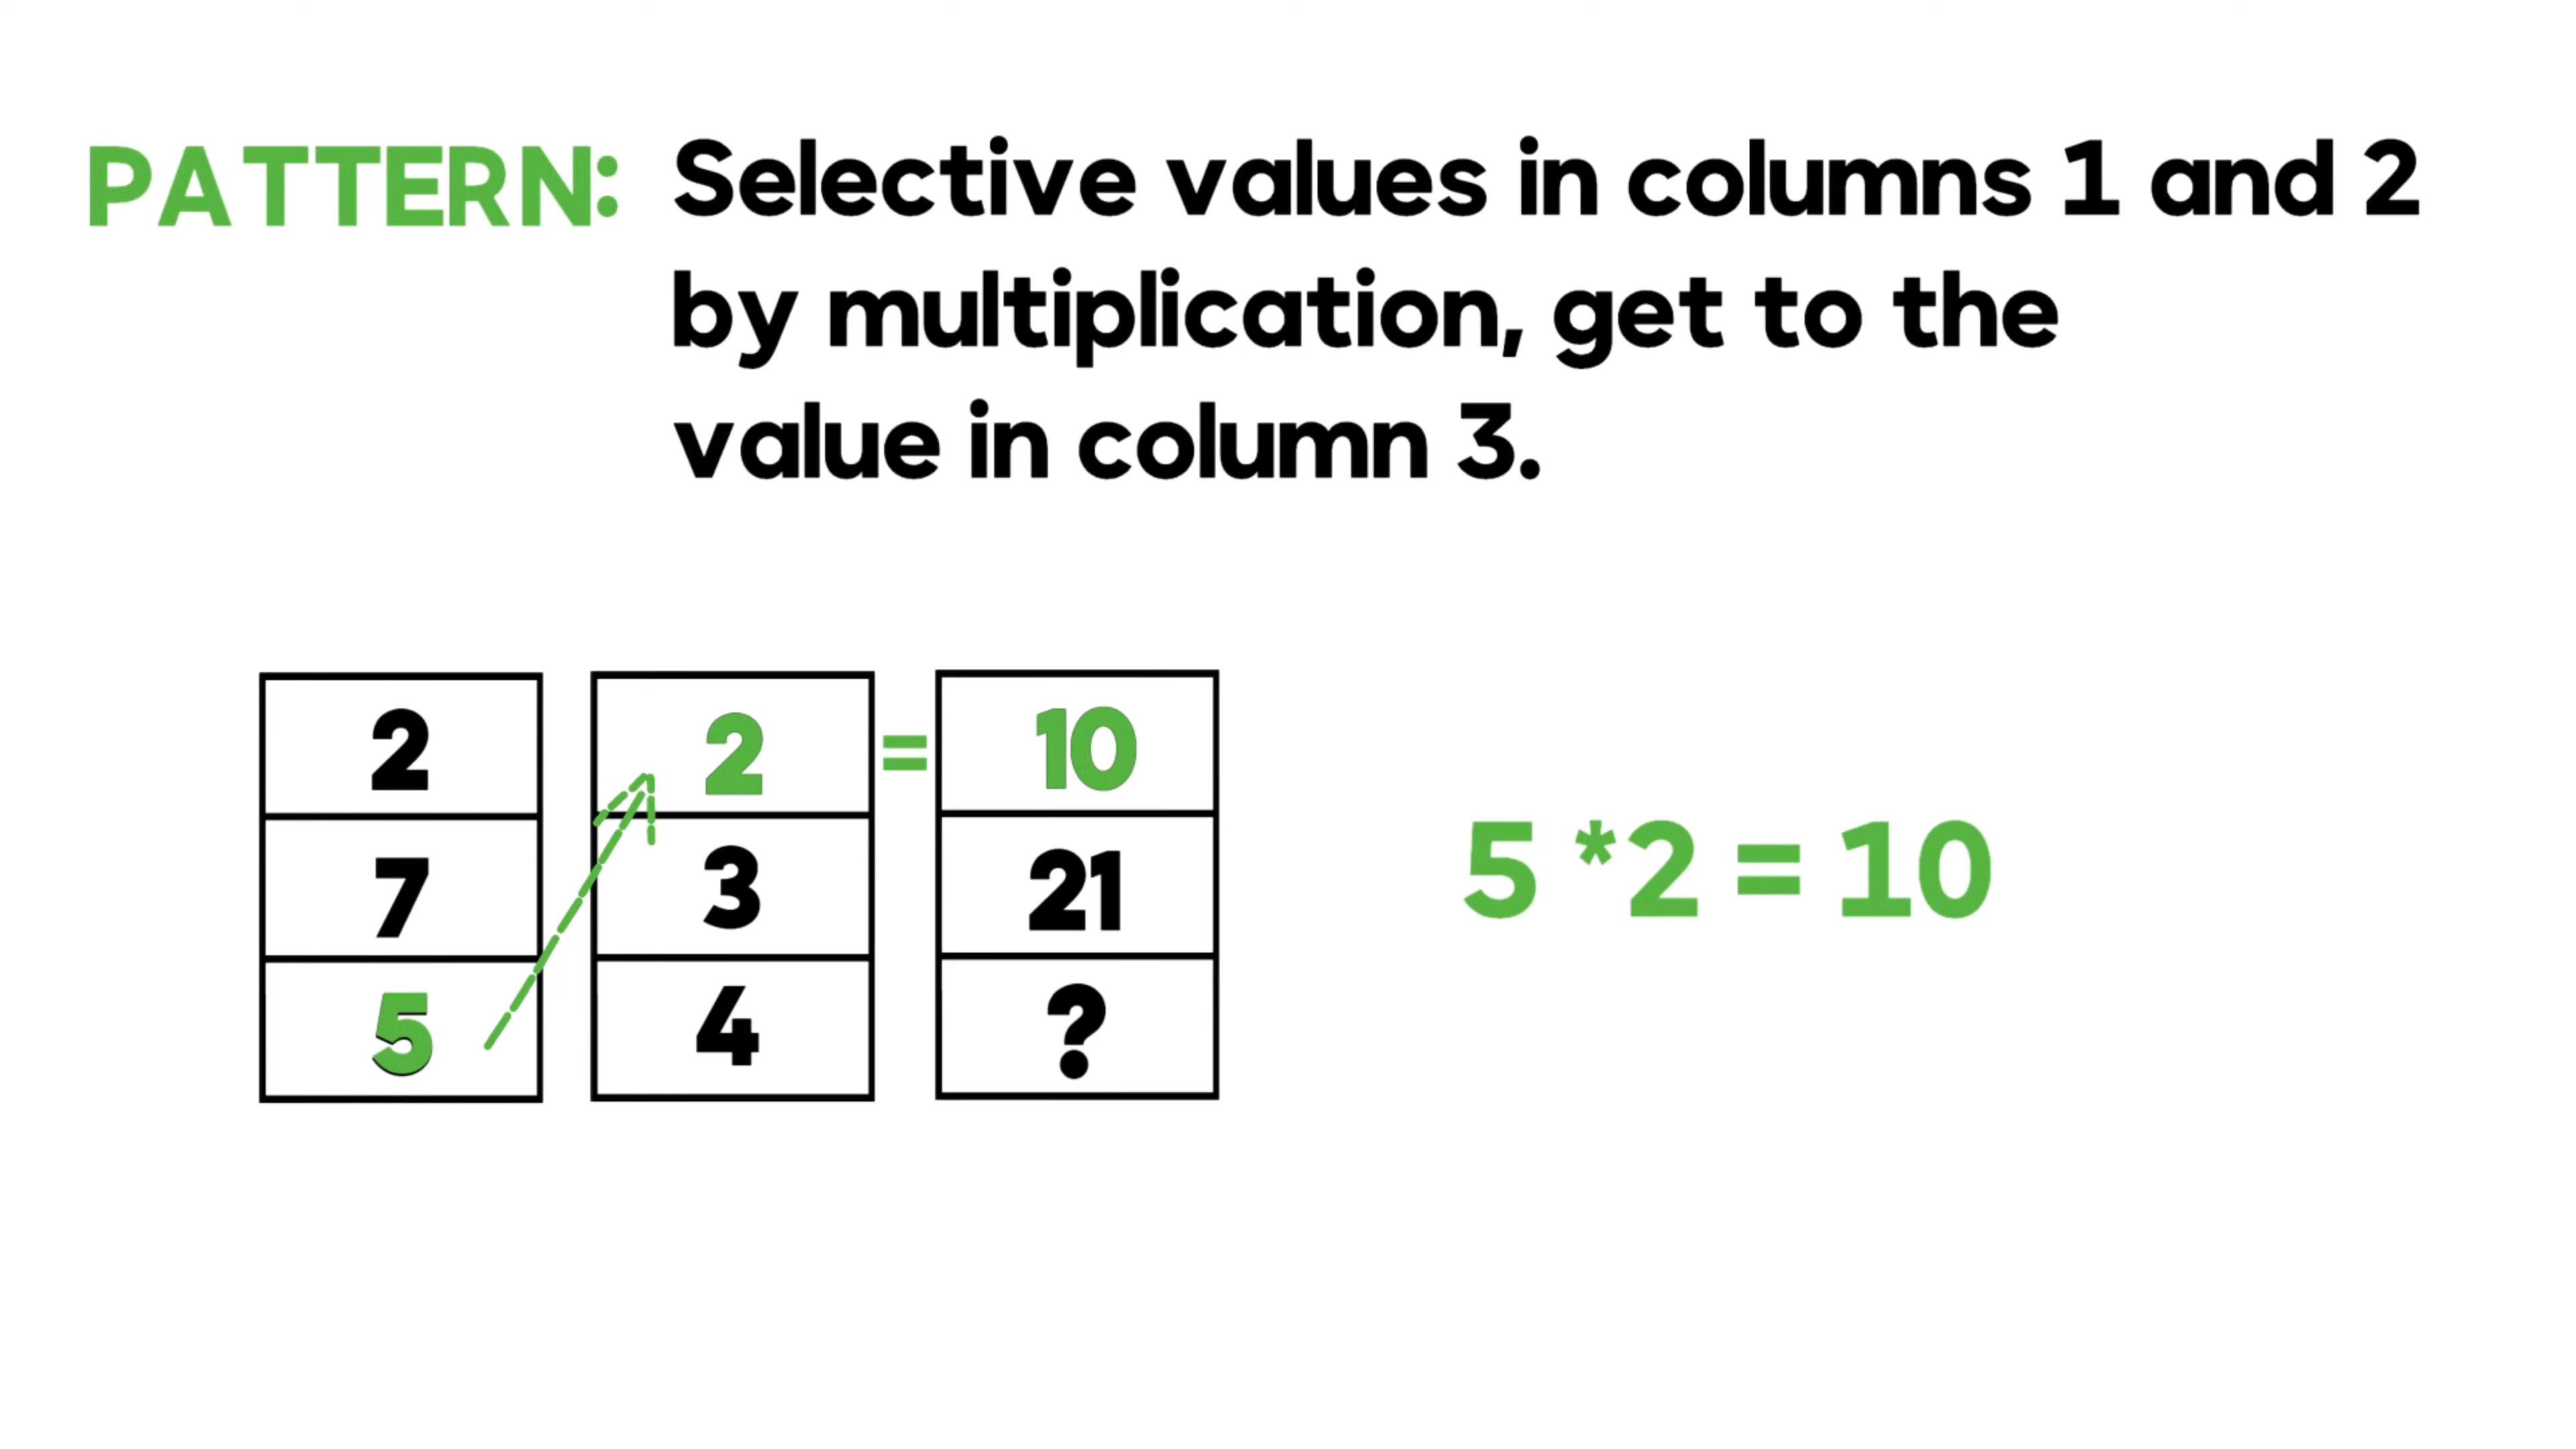 PATTERN: Selective values in columns 1 and 2
by multiplication, get to the
value in column 3.
2 2 = 10
7 3 21
5 *2 = 10
5 4 ?